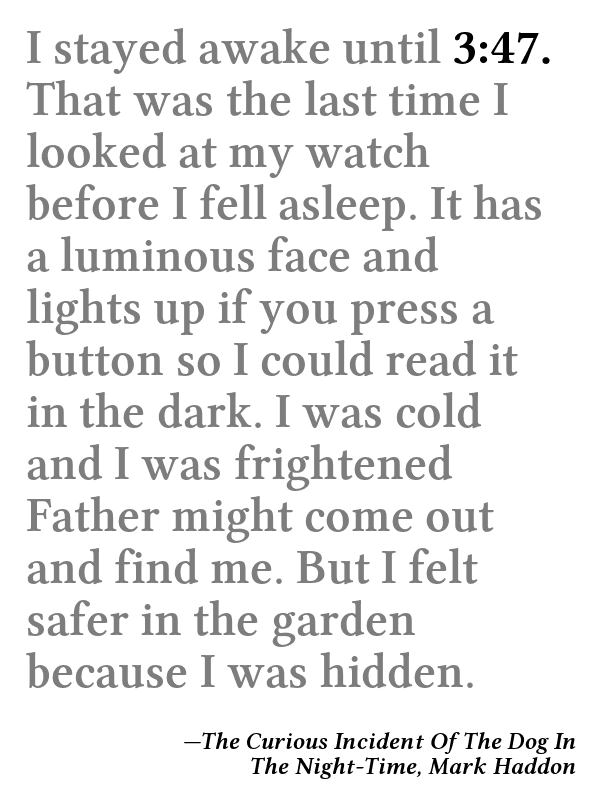 I stayed awake until 3:47.
That was the last time I
looked at my watch
before I fell asleep. It has
a luminous face and
lights up if you press a
button so I could read it
in the dark. I was cold
and I was frightened
Father might come out
and find me. But I felt
safer in the garden
because I was hidden.
—The Curious Incident Of The Dog In
The Night-Time, Mark Haddon